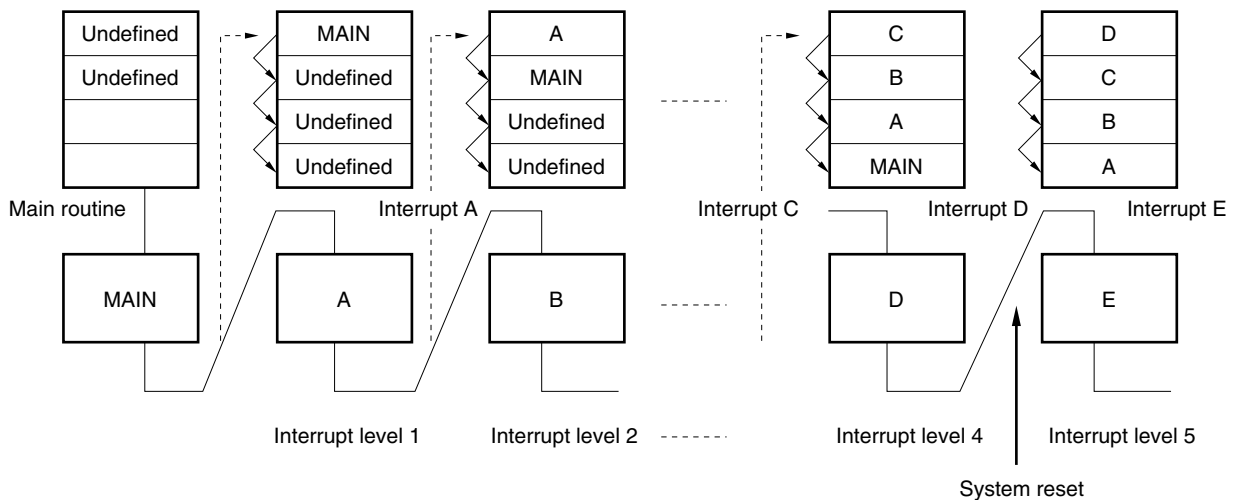 Undefined MAIN A C D
Undefined Undefined MAIN B C
Undefined Undefined A B
Undefined Undefined MAIN A
Main routine Interrupt A Interrupt C Interrupt D Interrupt E
MAIN A B D E
Interrupt level 1 Interrupt level 2 Interrupt level 4 Interrupt level 5
System reset